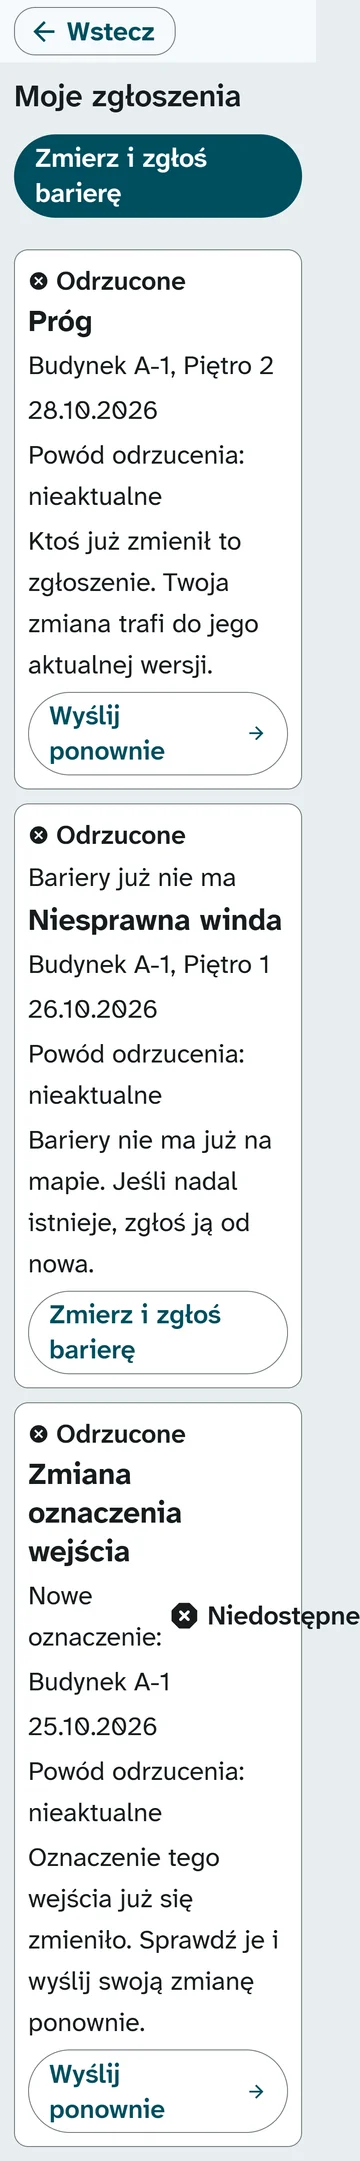 Wstecz
Moje zgłoszenia
Zmierz i zgłoś
barierę
Odrzucone
Próg
Budynek A-1, Piętro 2
28.10.2026
Powód odrzucenia:
nieaktualne
Ktoś już zmienił to
zgłoszenie. Twoja
zmiana trafi do jego
aktualnej wersji.
Wyślij
ponownie
Odrzucone
Bariery już nie ma
Niesprawna winda
Budynek A-1, Piętro 1
26.10.2026
Powód odrzucenia:
nieaktualne
Bariery nie ma już na
mapie. Jeśli nadal
istnieje, zgłoś ją od
nowa.
Zmierz i zgłoś
barierę
Odrzucone
Zmiana
oznaczenia
wejścia
Nowe
oznaczenie:
Niedostępne
Budynek A-1
25.10.2026
Powód odrzucenia:
nieaktualne
Oznaczenie tego
wejścia już się
zmieniło. Sprawdź je i
wyślij swoją zmianę
ponownie.
Wyślij
ponownie